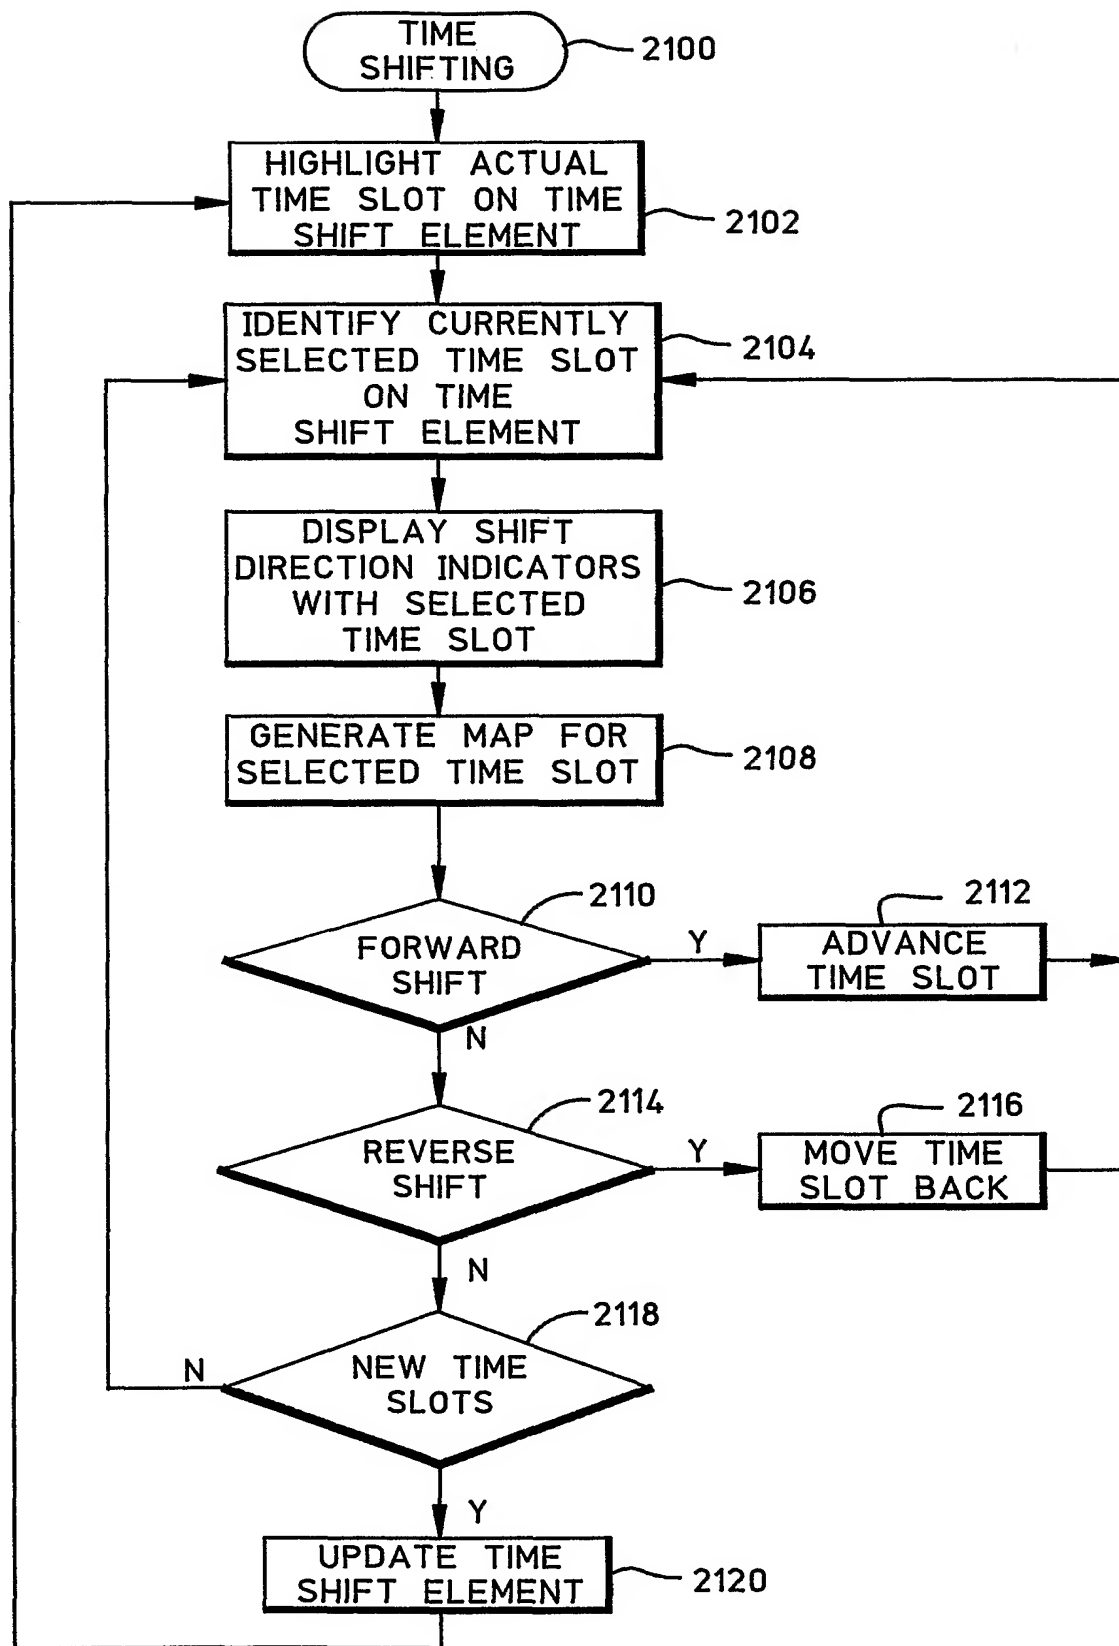 TIME
SHIFTING
2100
HIGHLIGHT ACTUAL
TIME SLOT ON TIME
SHIFT ELEMENT
2102
IDENTIFY CURRENTLY
SELECTED TIME SLOT
ON TIME
SHIFT ELEMENT
2104
DISPLAY SHIFT
DIRECTION INDICATORS
WITH SELECTED
TIME SLOT
2106
GENERATE MAP FOR
SELECTED TIME SLOT
2108
FORWARD
SHIFT
2110
Y
ADVANCE
TIME SLOT
2112
N
REVERSE
SHIFT
2114
Y
MOVE TIME
SLOT BACK
2116
N
NEW TIME
SLOTS
2118
N
Y
UPDATE TIME
SHIFT ELEMENT
2120